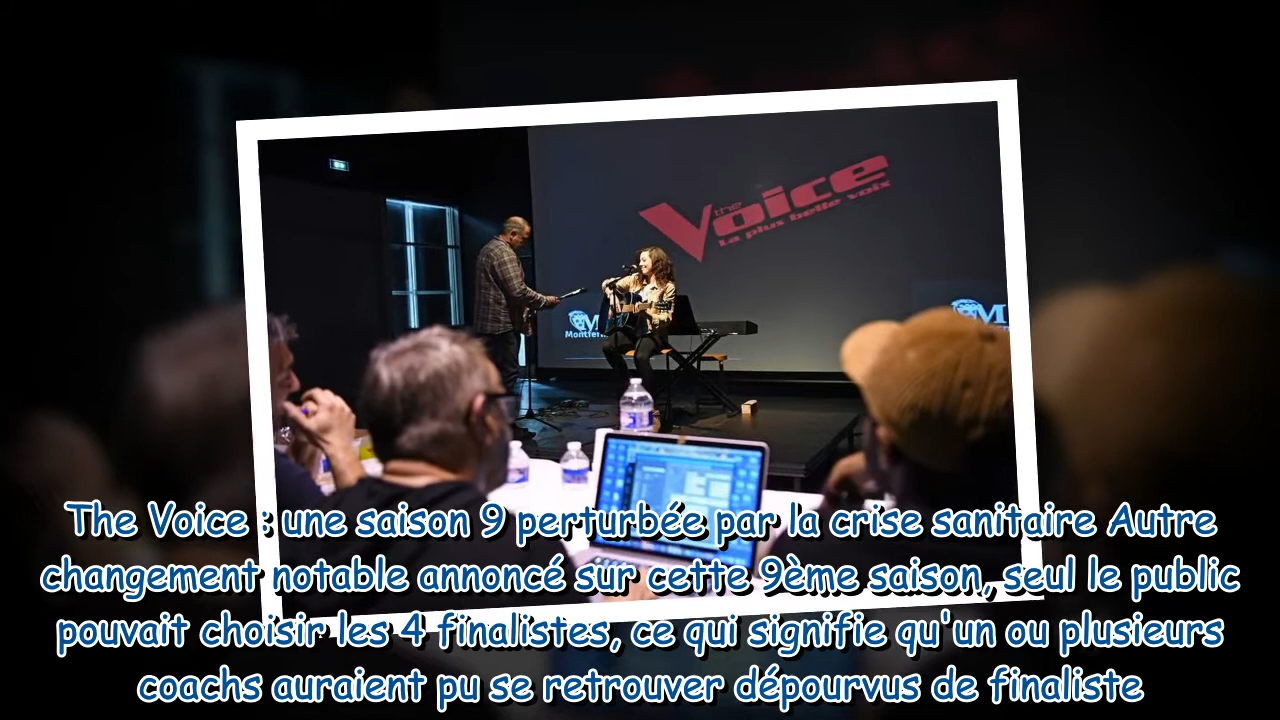 the
Voice
la plus belle voix
M
M
The Voice : une saison 9 perturbée par la crise sanitaire Autre
changement notable annoncé sur cette 9ème saison, seul le public
pouvait choisir les 4 finalistes, ce qui signifie qu'un ou plusieurs
coachs auraient pu se retrouver dépourvus de finaliste